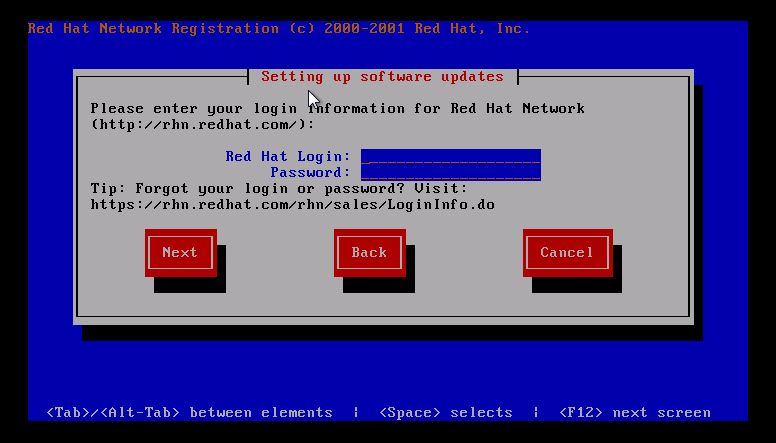 Red Hat Network Registration (c) 2000-2001 Red Hat, Inc.
Setting up software updates
Please enter your login information for Red Hat Network
(http://rhn.redhat.com/):
Red Hat Login: ____________________
Password: ____________________
Tip: Forgot your login or password? Visit:
https://rhn.redhat.com/rhn/sales/LoginInfo.do
Next Back Cancel
<Tab>/<Alt-Tab> between elements | <Space> selects | <F12> next screen